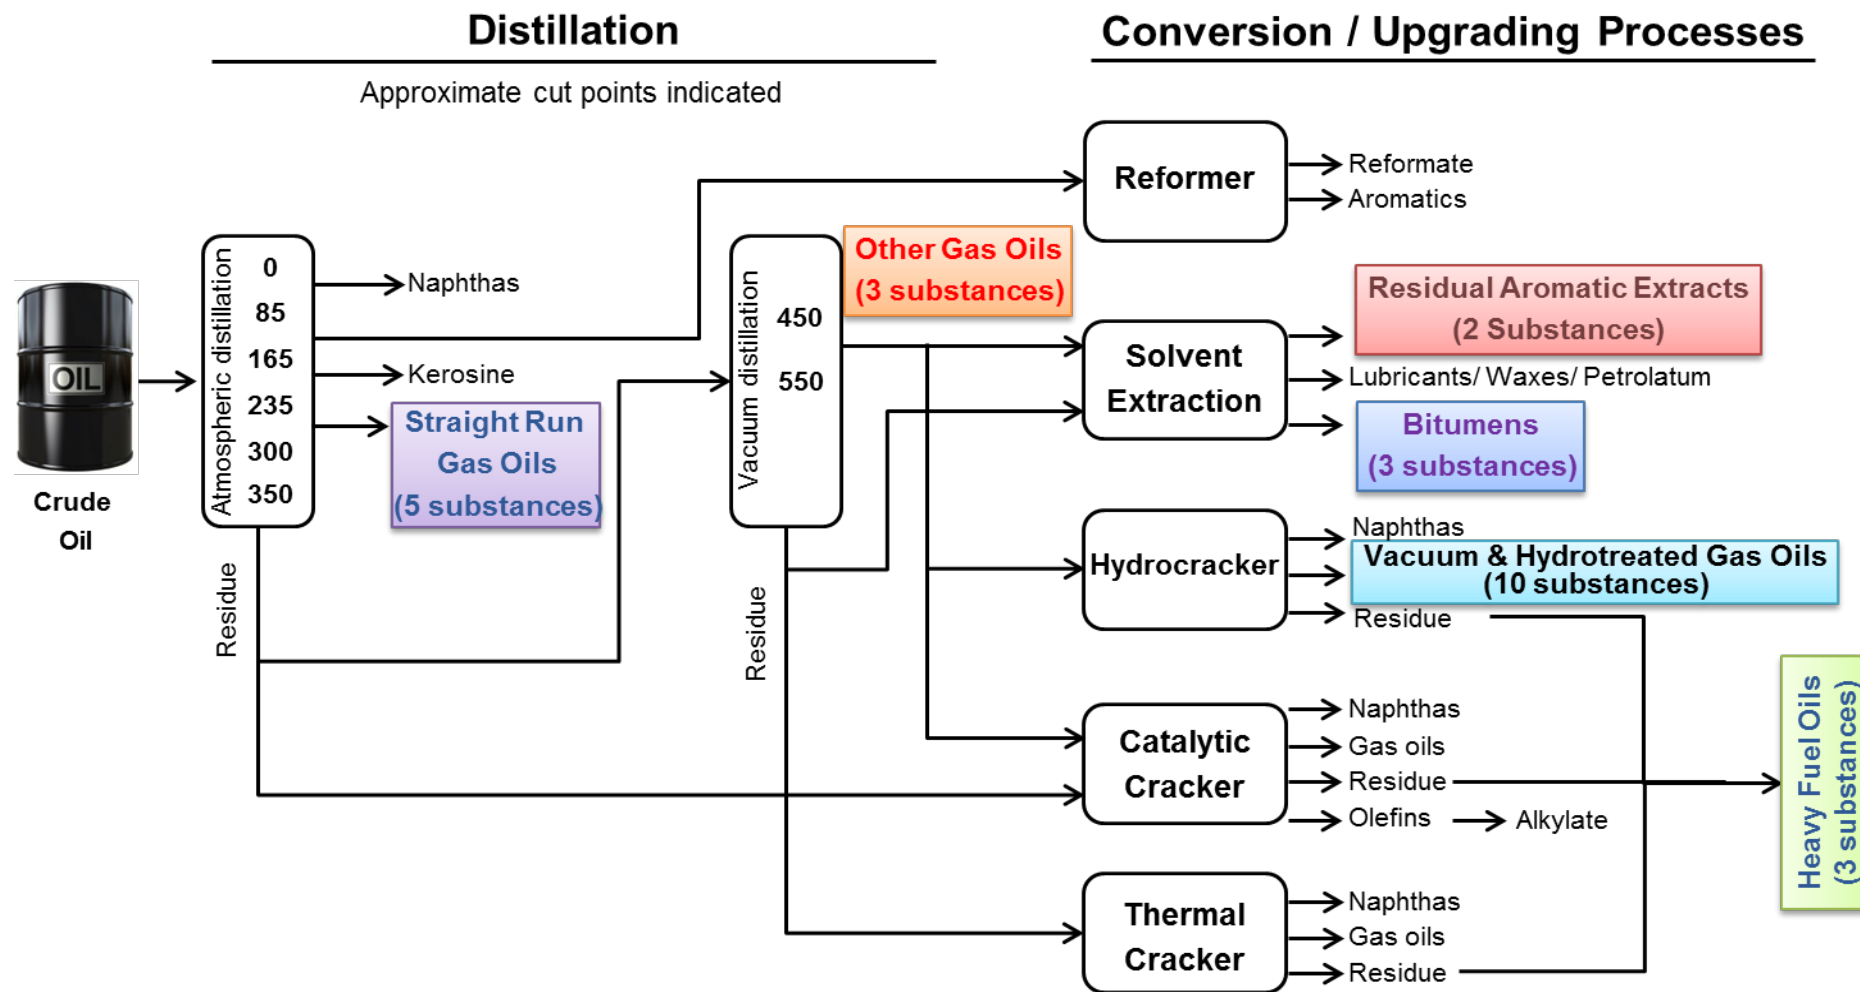 Distillation
Approximate cut points indicated
Conversion / Upgrading Processes
OIL
Crude
Oil
Atmospheric distillation
0
85
165
235
300
350
Naphthas
Kerosine
Straight Run
Gas Oils
(5 substances)
Residue
Vacuum distillation
450
550
Other Gas Oils
(3 substances)
Residue
Reformer
Reformate
Aromatics
Solvent
Extraction
Residual Aromatic Extracts
(2 Substances)
Lubricants/ Waxes/ Petrolatum
Bitumens
(3 substances)
Hydrocracker
Naphthas
Vacuum & Hydrotreated Gas Oils
(10 substances)
Residue
Catalytic
Cracker
Naphthas
Gas oils
Residue
Olefins
Alkylate
Thermal
Cracker
Naphthas
Gas oils
Residue
Heavy Fuel Oils
(3 substances)